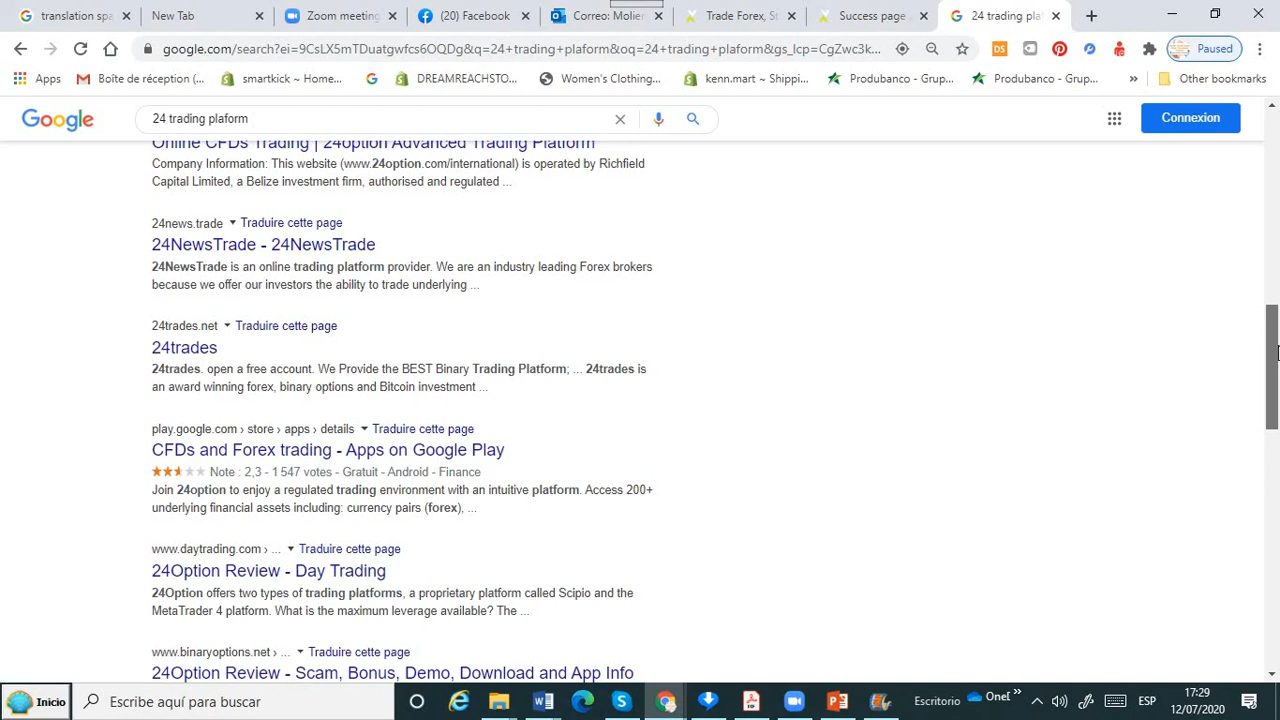 translation spa
New Tab
Zoom meeting
(20) Facebook
Correo: Molier
Trade Forex, St
Success page
24 trading pla
google.com/search?ei=9CsLX5mTDuatgwfcs6OQDg&q=24+trading+plaform&oq=24+trading+plaform&gs_lcp=CgZwc3k...
Paused
Apps
Boîte de réception (...
smartkick ~ Home...
DREAMREACHSTO...
Women's Clothing,...
kenn.mart ~ Shippi...
Produbanco - Grup...
Produbanco - Grup...
»
Other bookmarks
Google
24 trading plaform
Connexion
Online CFDs Trading | 24option Advanced Trading Platform
Company Information: This website (www.24option.com/international) is operated by Richfield
Capital Limited, a Belize investment firm, authorised and regulated ...
24news.trade
Traduire cette page
24NewsTrade - 24NewsTrade
24NewsTrade is an online trading platform provider. We are an industry leading Forex brokers
because we offer our investors the ability to trade underlying ...
24trades.net
Traduire cette page
24trades
24trades. open a free account. We Provide the BEST Binary Trading Platform; ... 24trades is
an award winning forex, binary options and Bitcoin investment ...
play.google.com › store › apps › details
Traduire cette page
CFDs and Forex trading - Apps on Google Play
Note : 2,3 - 1 547 votes - Gratuit - Android - Finance
Join 24option to enjoy a regulated trading environment with an intuitive platform. Access 200+
underlying financial assets including: currency pairs (forex), ...
www.daytrading.com › ...
Traduire cette page
24Option Review - Day Trading
24Option offers two types of trading platforms, a proprietary platform called Scipio and the
MetaTrader 4 platform. What is the maximum leverage available? The ...
www.binaryoptions.net › ...
Traduire cette page
24Option Review - Scam, Bonus, Demo, Download and App Info
Inicio
Escribe aquí para buscar
Escritorio
OneI
»
ESP
17:29
12/07/2020